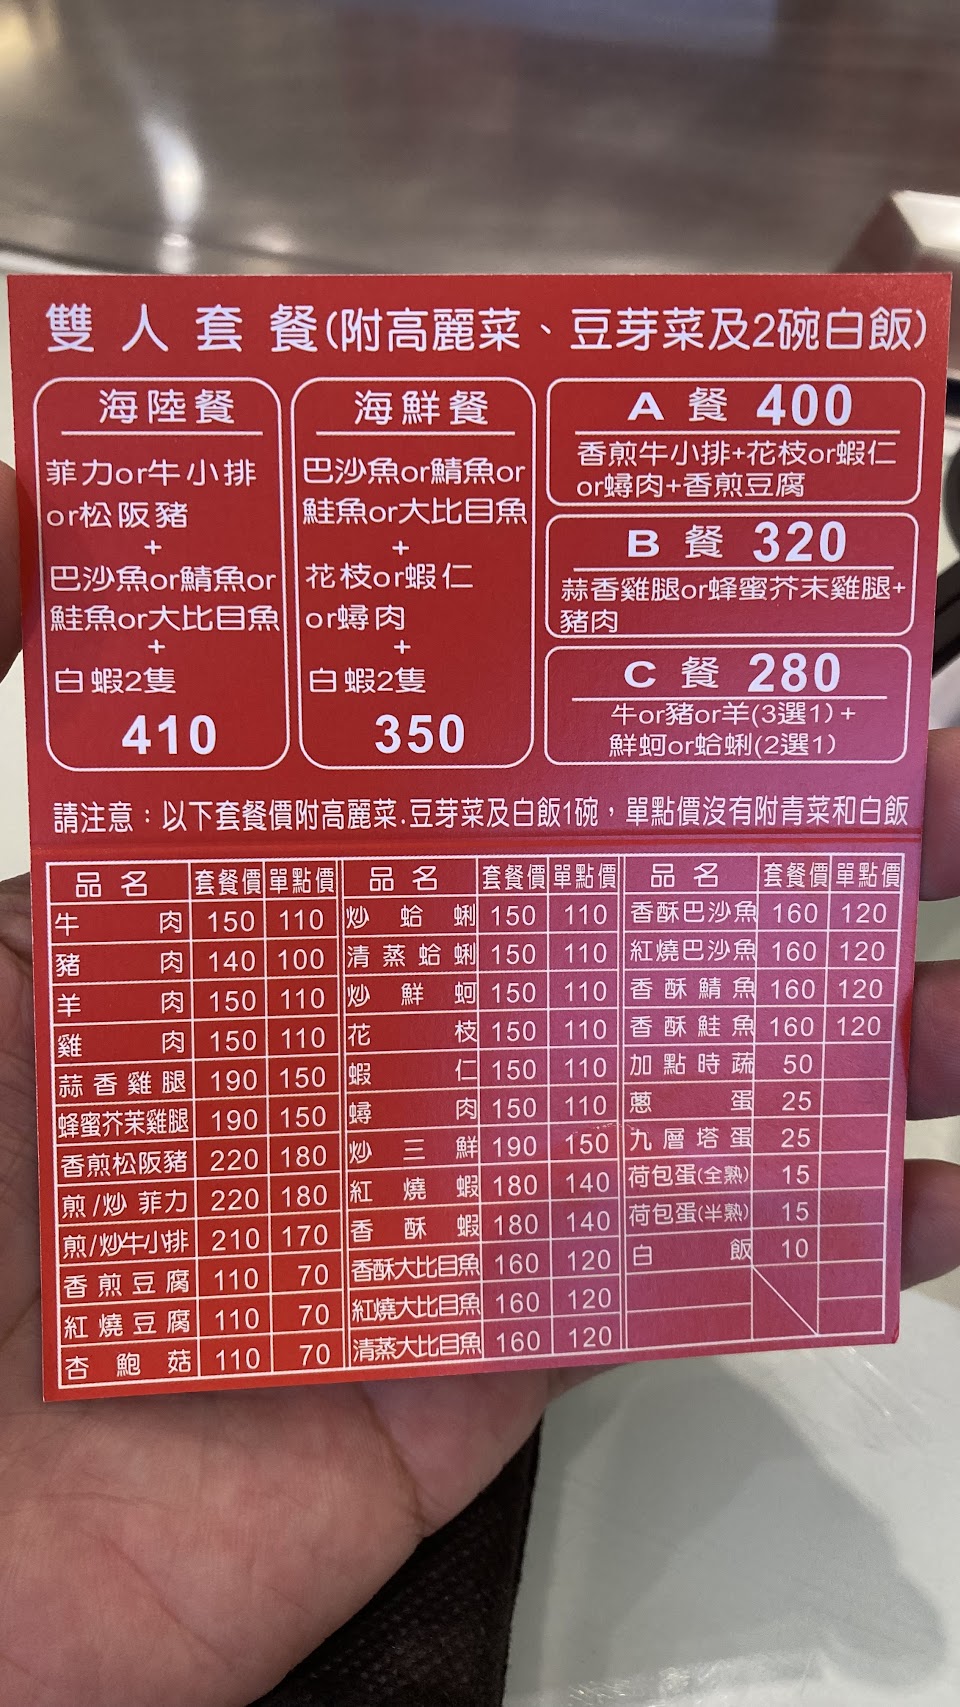 雙人套餐(附高麗菜、豆芽菜及2碗白飯)
海陸餐
菲力or牛小排
or松阪豬
+
巴沙魚or鯖魚or
鮭魚or大比目魚
+
白蝦2隻
410
海鮮餐
巴沙魚or鯖魚or
鮭魚or大比目魚
+
花枝or蝦仁
or蟳肉
+
白蝦2隻
350
A 餐 400
香煎牛小排+花枝or蝦仁
or蟳肉+香煎豆腐
B 餐 320
蒜香雞腿or蜂蜜芥末雞腿+
豬肉
C 餐 280
牛or豬or羊(3選1)+
鮮蚵or蛤蜊(2選1)
請注意：以下套餐價附高麗菜.豆芽菜及白飯1碗，單點價沒有附青菜和白飯
品名 套餐價 單點價
牛肉 150 110
豬肉 140 100
羊肉 150 110
雞肉 150 110
蒜香雞腿 190 150
蜂蜜芥茉雞腿 190 150
香煎松阪豬 220 180
煎/炒 菲力 220 180
煎/炒牛小排 210 170
香煎豆腐 110 70
紅燒豆腐 110 70
杏鮑菇 110 70
品名 套餐價 單點價
炒蛤蜊 150 110
清蒸蛤蜊 150 110
炒鮮蚵 150 110
花枝 150 110
蝦仁 150 110
蟳肉 150 110
炒三鮮 190 150
紅燒蝦 180 140
香酥蝦 180 140
香酥大比目魚 160 120
紅燒大比目魚 160 120
清蒸大比目魚 160 120
品名 套餐價 單點價
香酥巴沙魚 160 120
紅燒巴沙魚 160 120
香酥鯖魚 160 120
香酥鮭魚 160 120
加點時蔬 50
蔥蛋 25
九層塔蛋 25
荷包蛋(全熟) 15
荷包蛋(半熟) 15
白飯 10